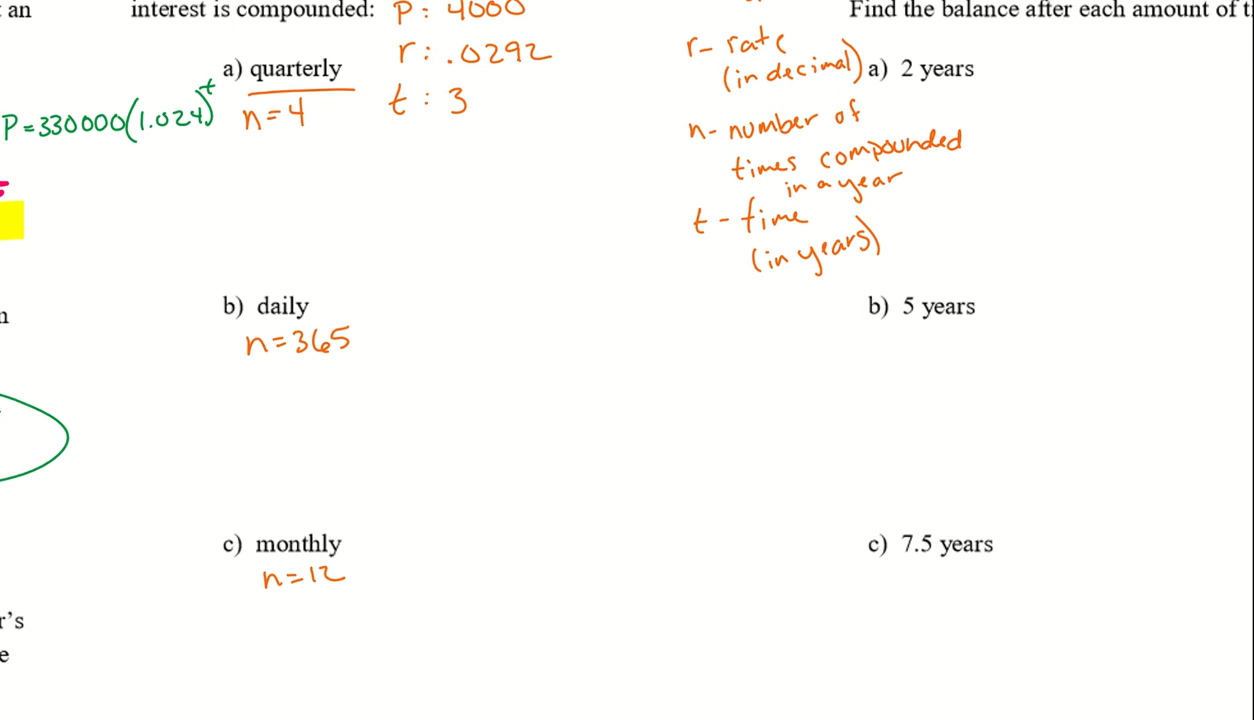 an
interest is compounded: P: 4000
Find the balance after each amount of t
r: .0292
r- rate
(in decimal)
a) quarterly
a) 2 years
t: 3
P=330000(1.024)^t
n=4
n- number of
times compounded
in a year
t - time
(in years)
b) daily
b) 5 years
n=365
c) monthly
c) 7.5 years
n=12
r's
e